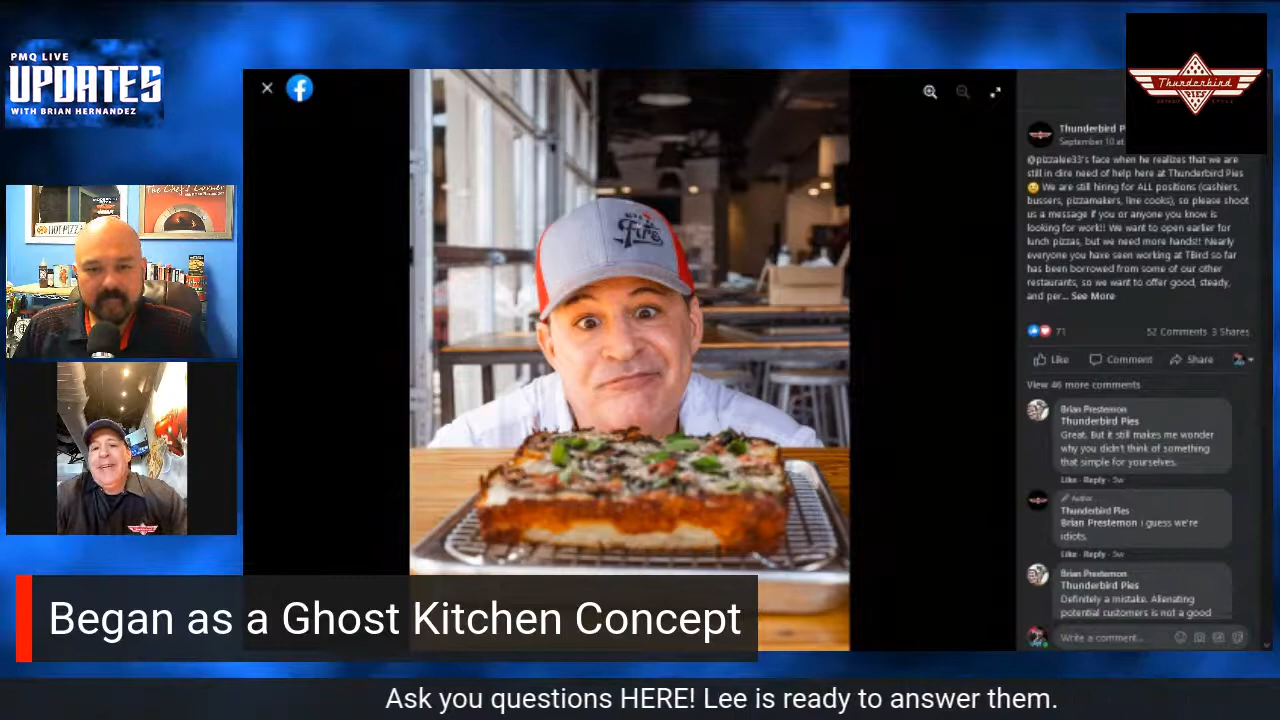 PMQ LIVE
UPDATES
WITH BRIAN HERNANDEZ
The Chef's Corner
HOT PIZZA
Fire
Thunderbird
PIES
DETROIT STYLE
Thunderbird P
September 10 at
@pizzalee33's face when he realizes that we are
still in dire need of help here at Thunderbird Pies
😢 We are still hiring for ALL positions (cashiers,
bussers, pizzamakers, line cooks), so please shoot
us a message if you or anyone you know is
looking for work!! We want to open earlier for
lunch pizzas, but we need more hands!! Nearly
everyone you have seen working at TBird so far
has been borrowed from some of our other
restaurants, so we want to offer good, steady,
and per... See More
71
52 Comments 3 Shares
Like Comment Share
View 46 more comments
Brian Prestemon
Thunderbird Pies
Great. But it still makes me wonder
why you didn't think of something
that simple for yourselves.
Like · Reply · 5w
Author
Thunderbird Pies
Brian Prestemon i guess we're
idiots.
Like · Reply · 5w
Brian Prestemon
Thunderbird Pies
Definitely a mistake. Alienating
potential customers is not a good
Write a comment...
Began as a Ghost Kitchen Concept
Ask you questions HERE! Lee is ready to answer them.